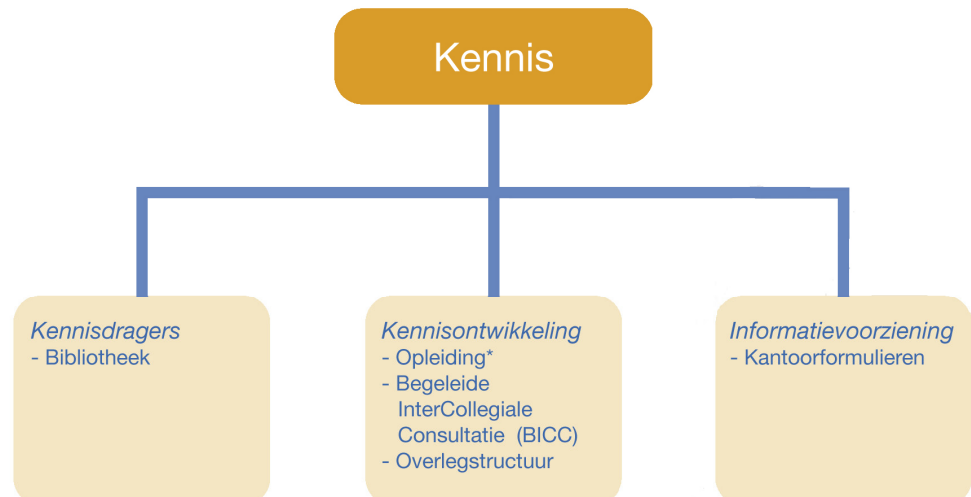 Kennis
Kennisdragers
- Bibliotheek
Kennisontwikkeling
- Opleiding*
- Begeleide
InterCollegiale
Consultatie (BICC)
- Overlegstructuur
Informatievoorziening
- Kantoorformulieren